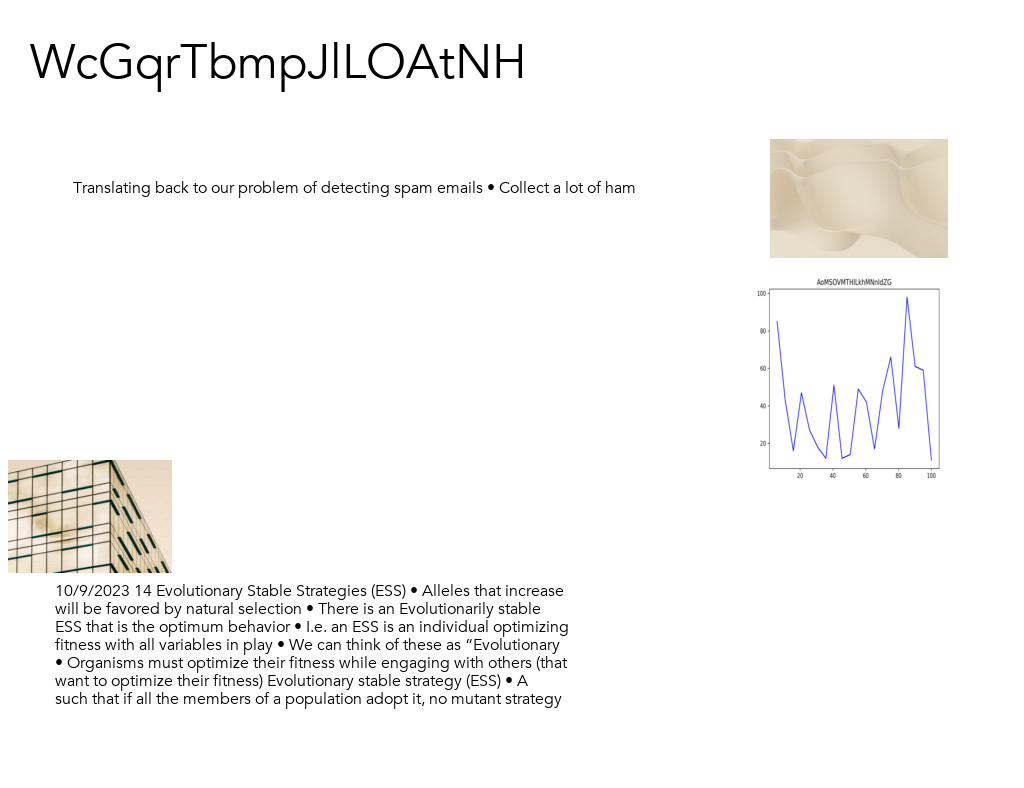 WcGqrTbmpJlLOAtNH
Translating back to our problem of detecting spam emails • Collect a lot of ham
AoMSOVMTHILkhMNnIdZG
100
80
60
40
20
20 40 60 80 100
10/9/2023 14 Evolutionary Stable Strategies (ESS) • Alleles that increase
will be favored by natural selection • There is an Evolutionarily stable
ESS that is the optimum behavior • I.e. an ESS is an individual optimizing
fitness with all variables in play • We can think of these as “Evolutionary
• Organisms must optimize their fitness while engaging with others (that
want to optimize their fitness) Evolutionary stable strategy (ESS) • A
such that if all the members of a population adopt it, no mutant strategy